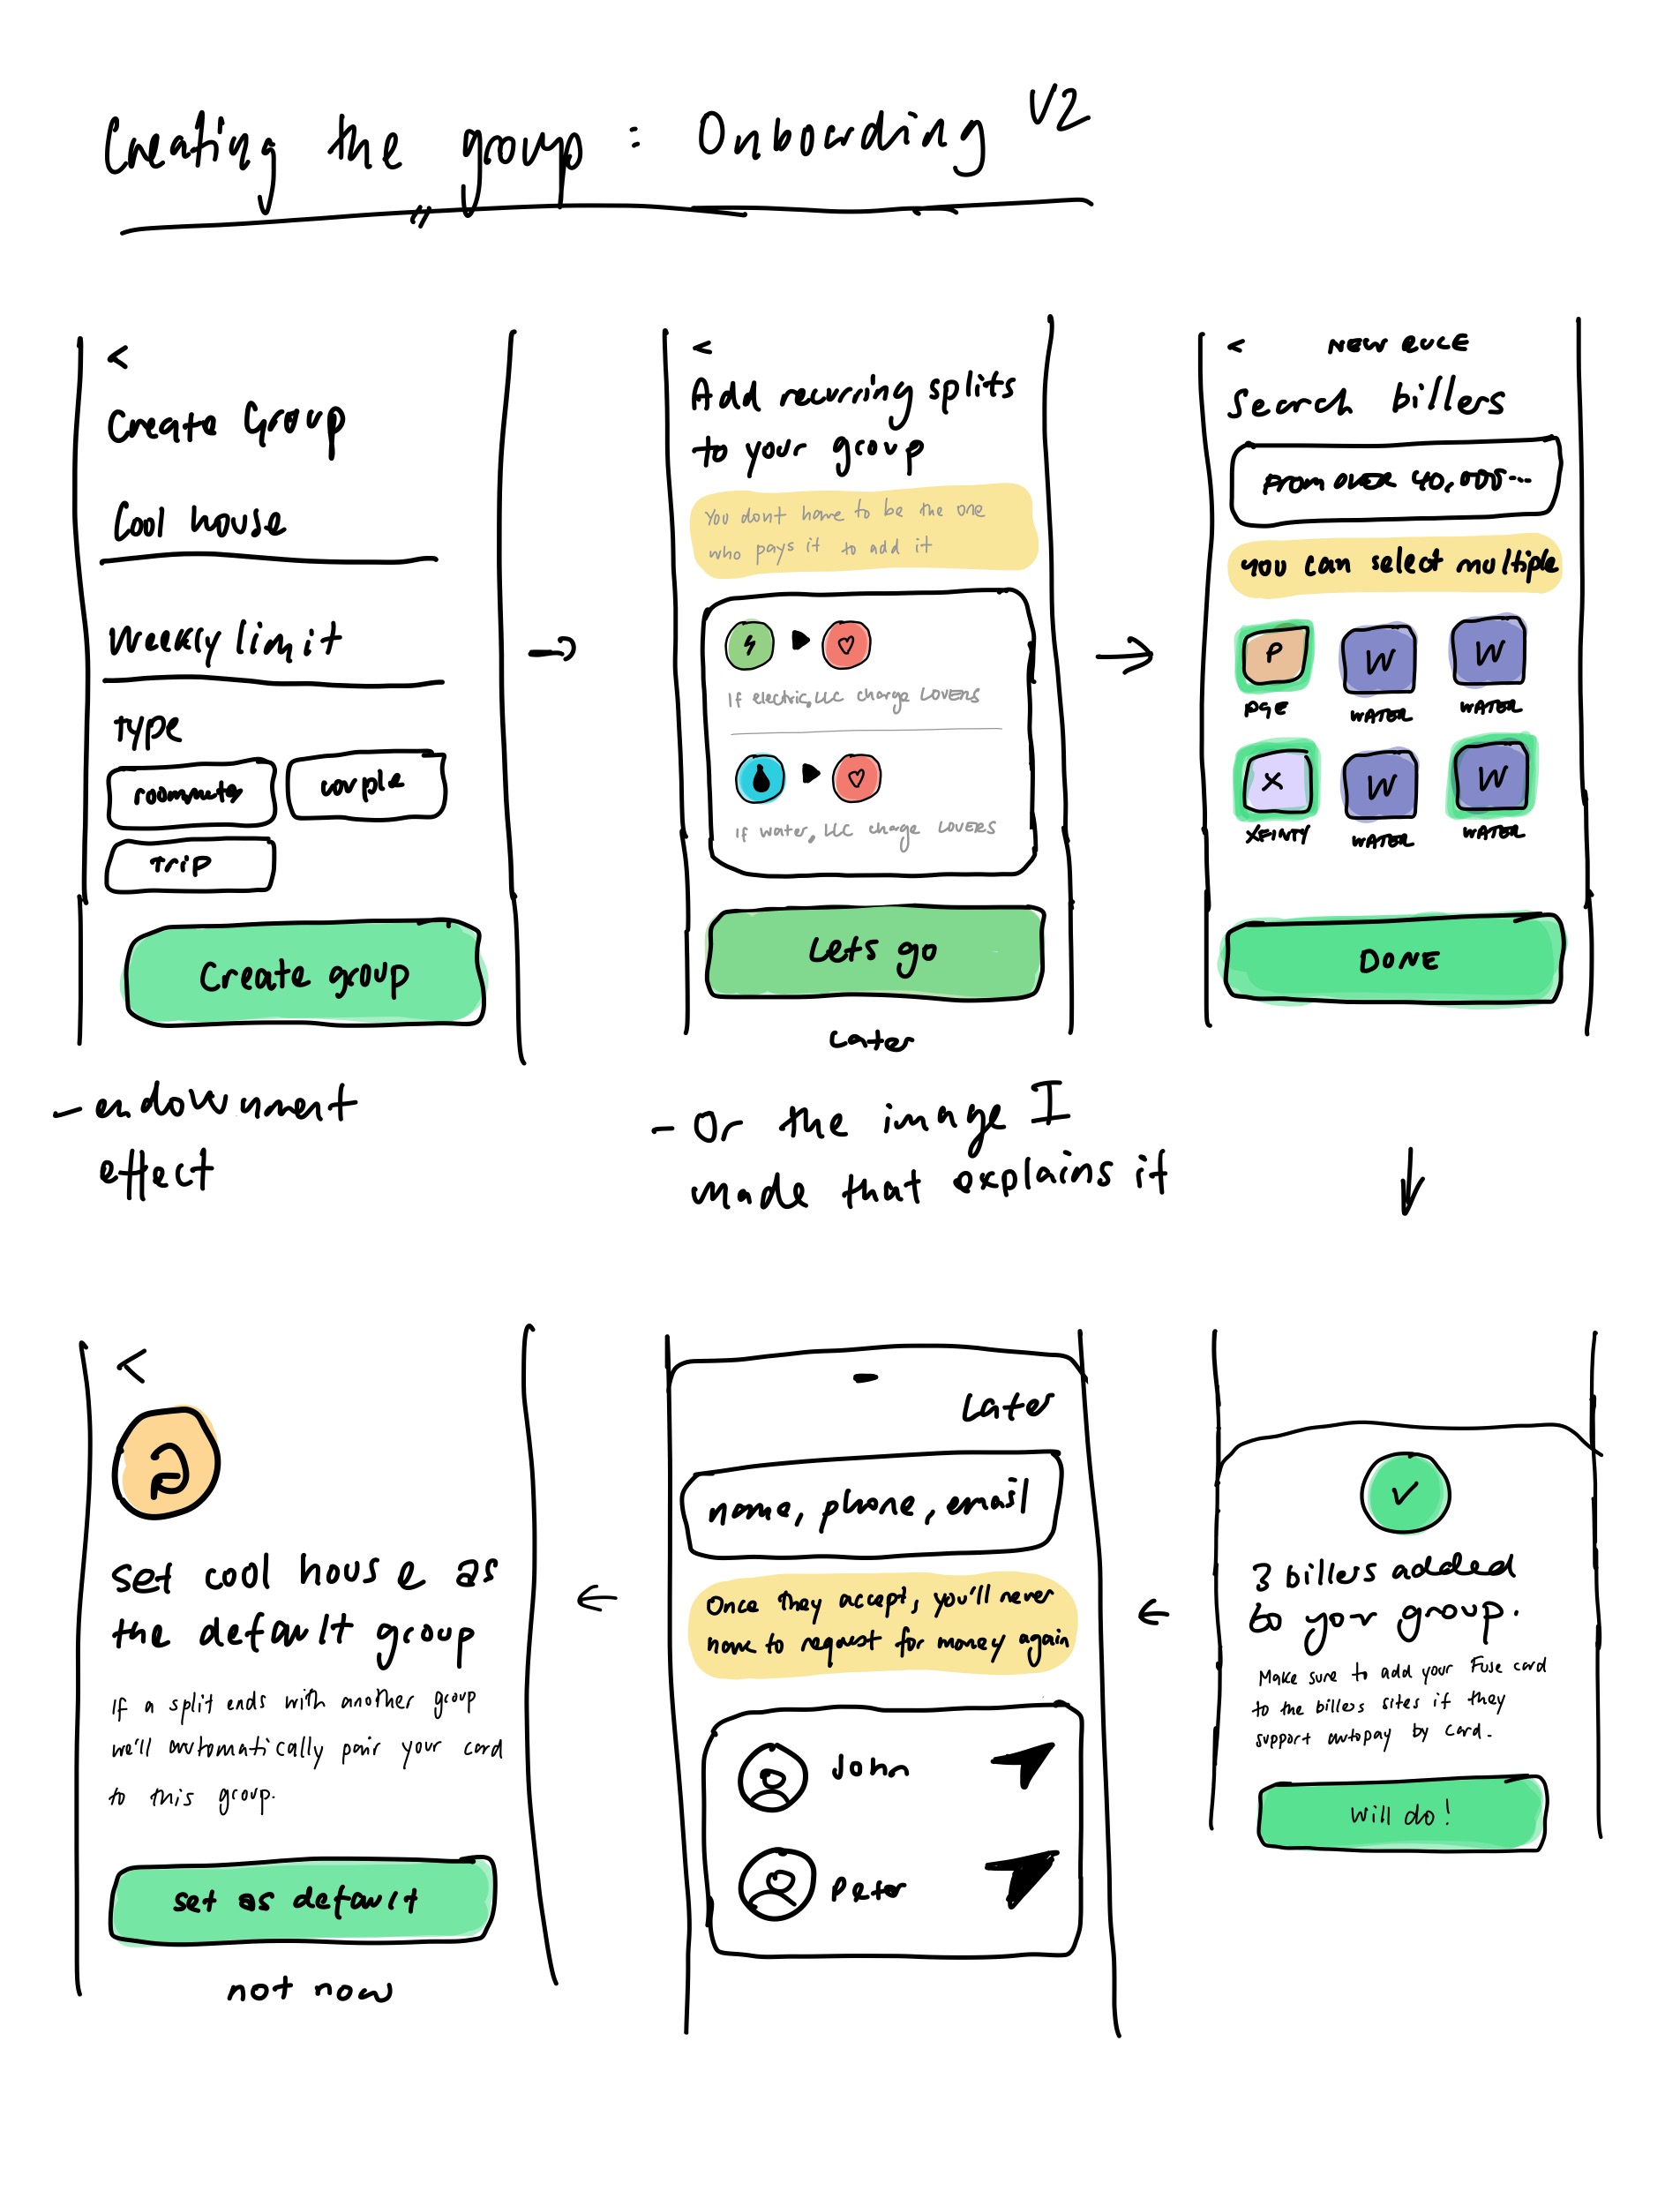 Creating the group : Onboarding V2
<
Create Group
Cool house
Weekly limit
type
roommates
couple
trip
Create group
- endownment
effect
<
Add recurring splits
to your group
You dont have to be the one
who pays it to add it
If electric, LLC charge LOVERS
If water, LLC charge LOVERS
Lets go
Later
- Or the image I
made that explains it
< NEW RULE
Search billers
From over 40,000...
you can select multiple
P
W
W
PGE
WATER
WATER
X
W
W
XFINTY
WATER
WATER
DONE
3 billers added
to your group.
Make sure to add your Fuse card
to the billers sites if they
support autopay by card.
Will do!
Later
name, phone, email
Once they accept, you'll never
have to request for money again
John
Peter
<
set cool house as
the default group
If a split ends with another group
we'll automatically pair your card
to this group.
set as default
not now